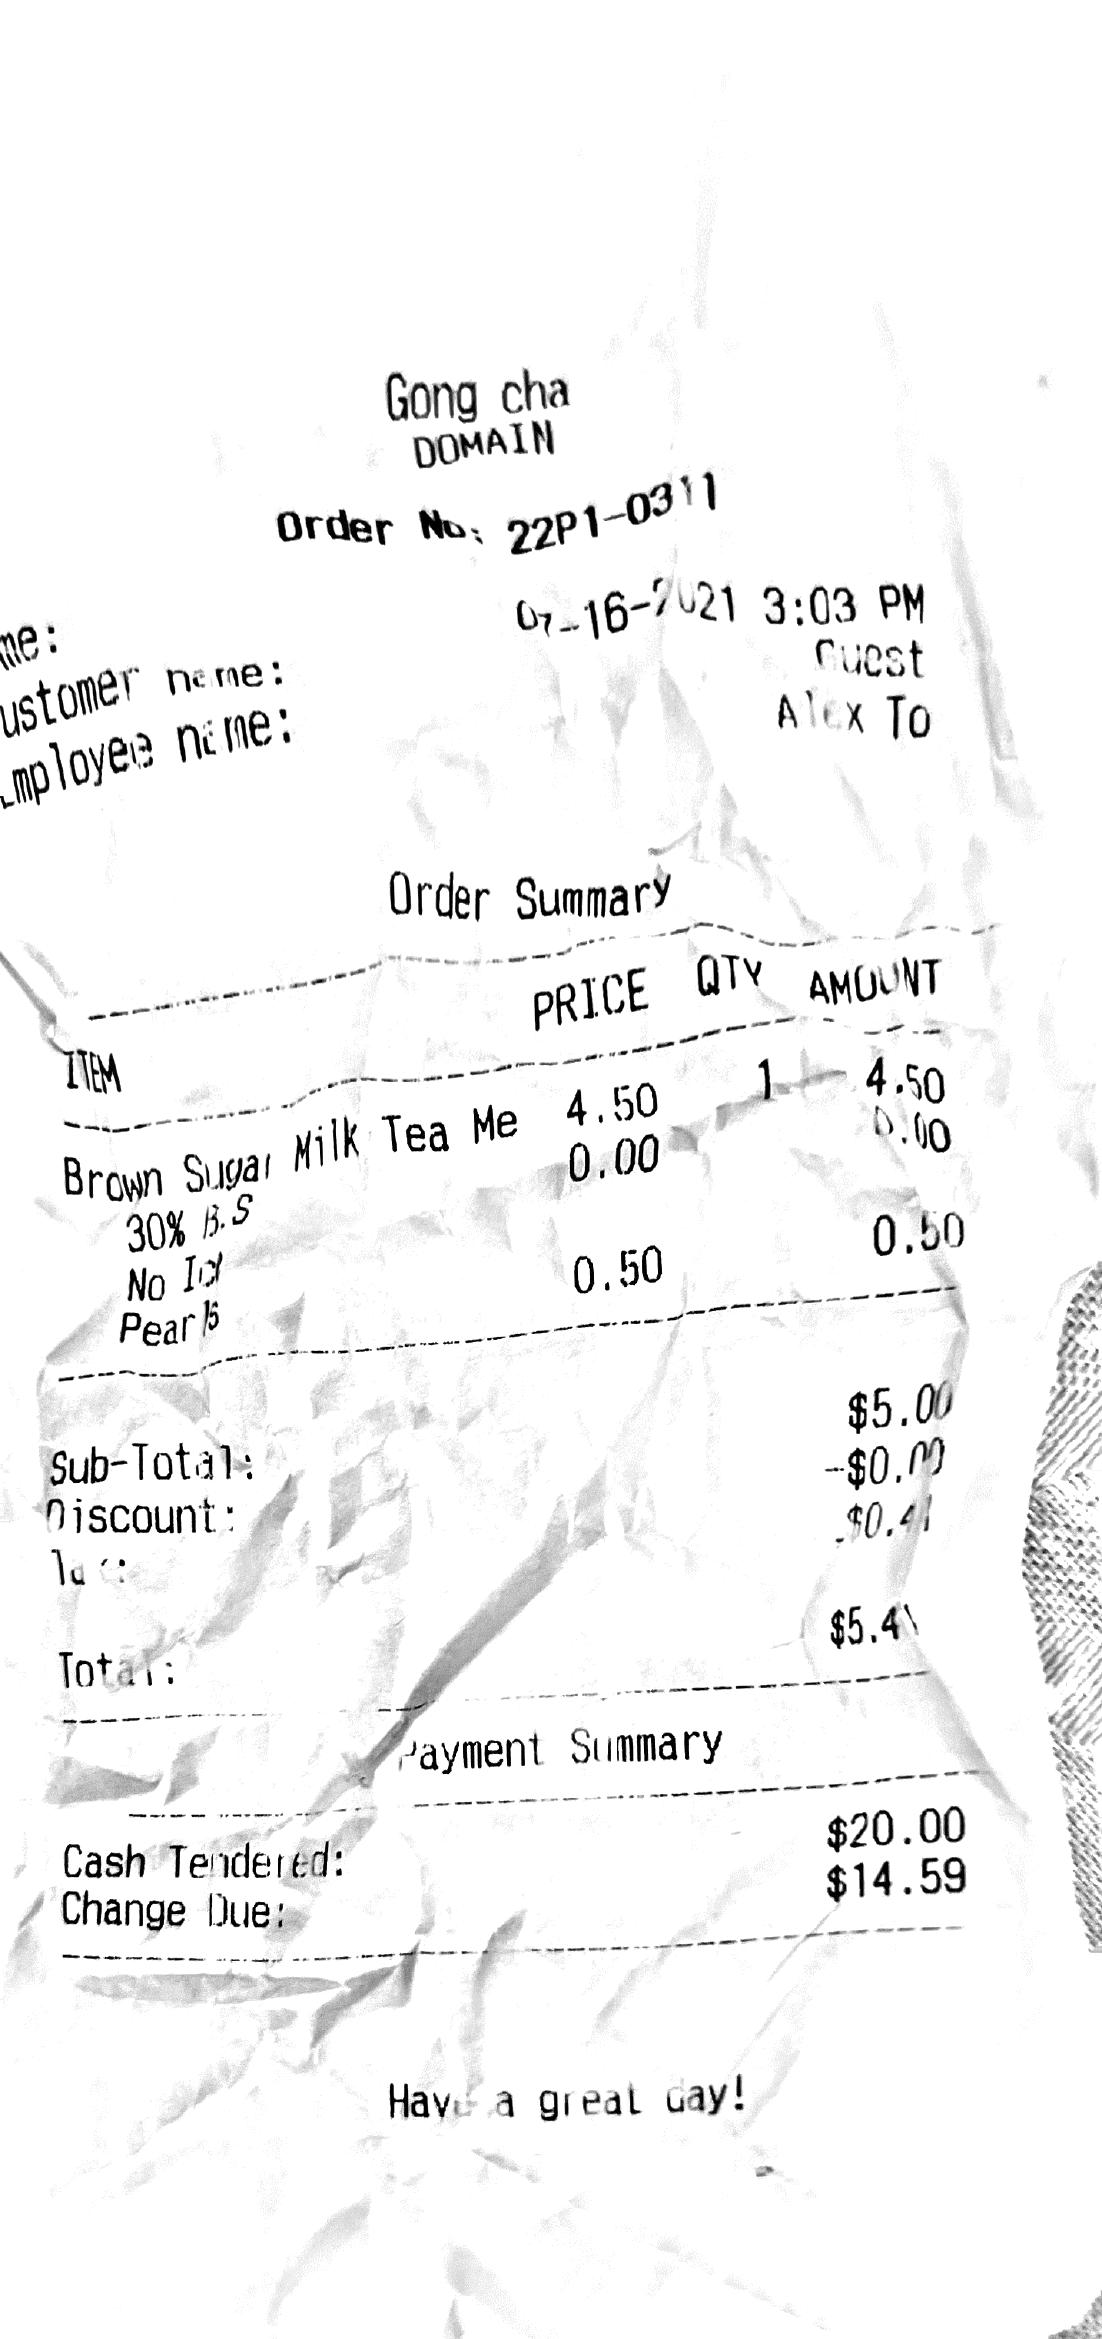 Gong cha
DOMAIN
Order No: 22P1-0311
me: 07-16-2021 3:03 PM
ustomer name: Guest
Employee name: Alex To
Order Summary
ITEM PRICE QTY AMOUNT
Brown Sugar Milk Tea Me 4.50 1 4.50
30% B.S 0.00 0.00
No Ice
Pearls 0.50 0.50
Sub-Total: $5.00
Discount: -$0.00
Tax: $0.41
Total: $5.41
Payment Summary
Cash Tendered: $20.00
Change Due: $14.59
Have a great day!